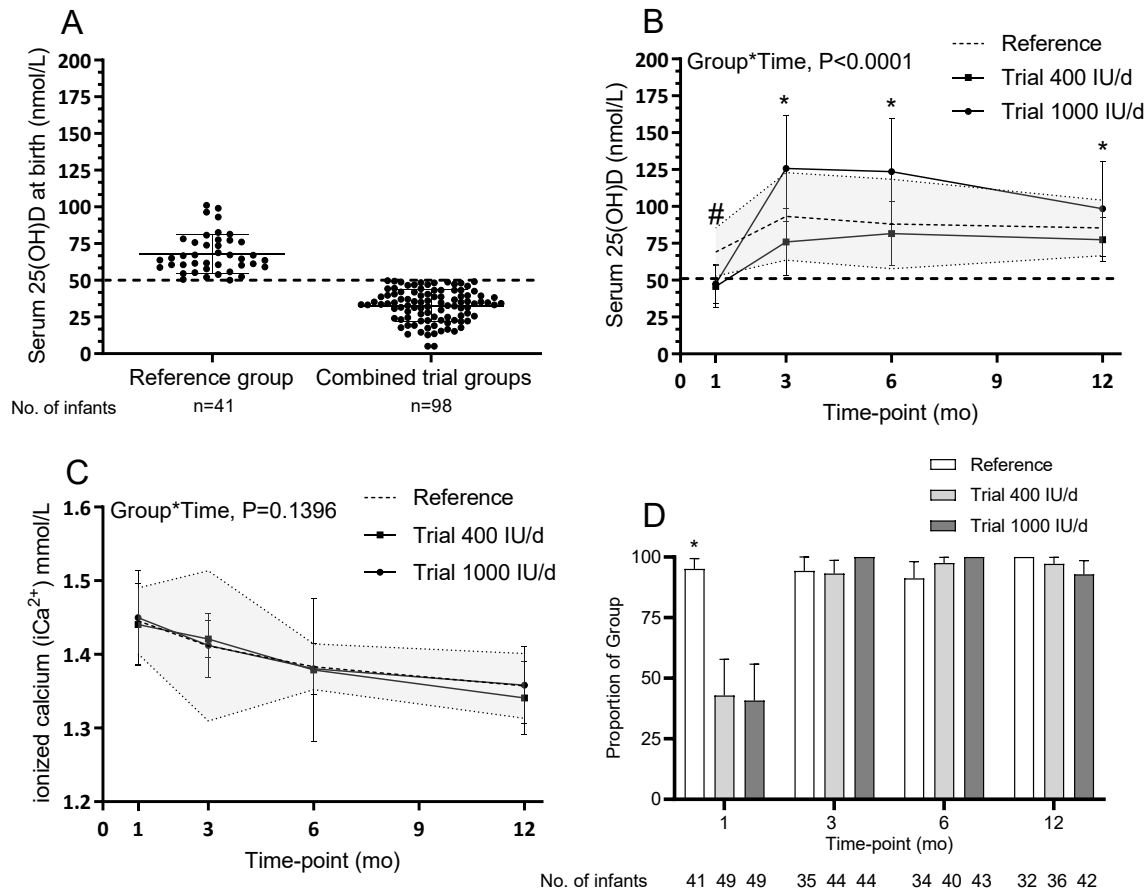 A
Serum 25(OH)D at birth (nmol/L)
200
175
150
125
100
75
50
25
0
Reference group
Combined trial groups
No. of infants
n=41
n=98
B
Reference
Trial 400 IU/d
Trial 1000 IU/d
Group*Time, P<0.0001
Serum 25(OH)D (nmol/L)
200
175
150
125
100
75
50
25
0
#
*
*
*
0 1 3 6 9 12
Time-point (mo)
C
Reference
Trial 400 IU/d
Trial 1000 IU/d
Group*Time, P=0.1396
ionized calcium (iCa2+) mmol/L
1.6
1.5
1.4
1.3
1.2
0 1 3 6 9 12
Time-point (mo)
D
Reference
Trial 400 IU/d
Trial 1000 IU/d
Proportion of Group
100
75
50
25
0
*
1 3 6 12
Time-point (mo)
No. of infants 41 49 49 35 44 44 34 40 43 32 36 42